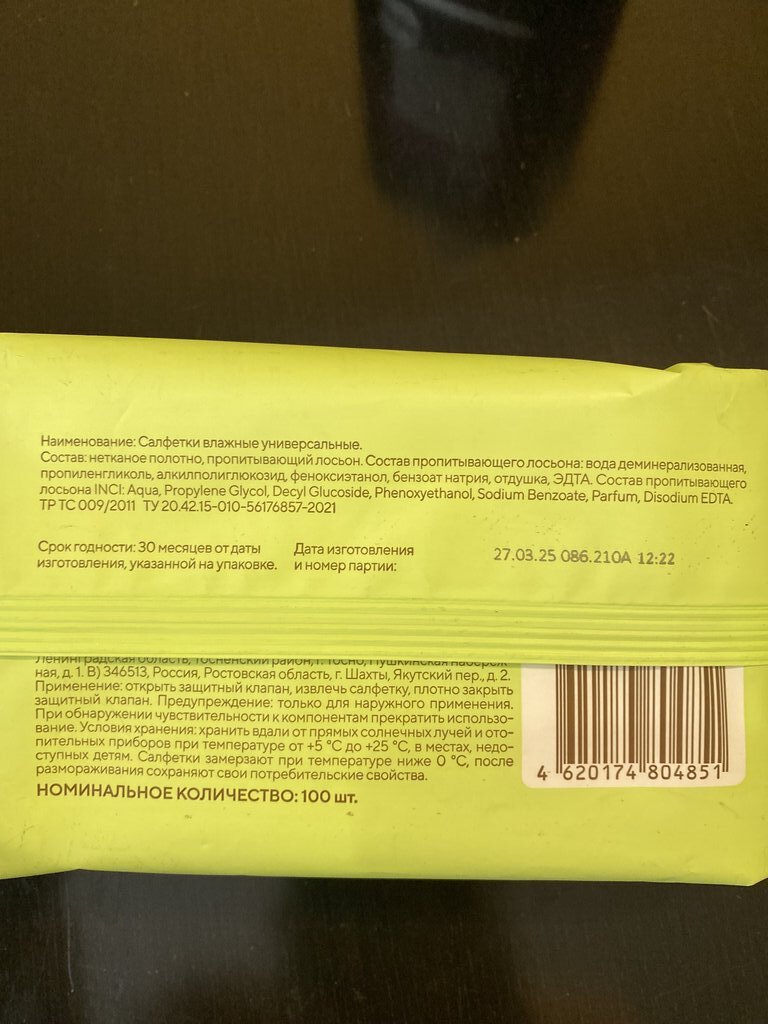 Наименование: Салфетки влажные универсальные.
Состав: нетканое полотно, пропитывающий лосьон. Состав пропитывающего лосьона: вода деминерализованная,
пропиленгликоль, алкилполиглюкозид, феноксиэтанол, бензоат натрия, отдушка, ЭДТА. Состав пропитывающего
лосьона INCI: Aqua, Propylene Glycol, Decyl Glucoside, Phenoxyethanol, Sodium Benzoate, Parfum, Disodium EDTA.
ТР ТС 009/2011 ТУ 20.42.15-010-56176857-2021
Срок годности: 30 месяцев от даты
изготовления, указанной на упаковке.
Дата изготовления
и номер партии:
27.03.25 086.210A 12:22
Ленинградская область, Тосненский район, г. Тосно, Пушкинская набереж-
ная, д. 1. В) 346513, Россия, Ростовская область, г. Шахты, Якутский пер., д. 2.
Применение: открыть защитный клапан, извлечь салфетку, плотно закрыть
защитный клапан. Предупреждение: только для наружного применения.
При обнаружении чувствительности к компонентам прекратить использо-
вание. Условия хранения: хранить вдали от прямых солнечных лучей и ото-
пительных приборов при температуре от +5 °С до +25 °С, в местах, недо-
ступных детям. Салфетки замерзают при температуре ниже 0 °С, после
размораживания сохраняют свои потребительские свойства.
НОМИНАЛЬНОЕ КОЛИЧЕСТВО: 100 шт.
4 620174 804851